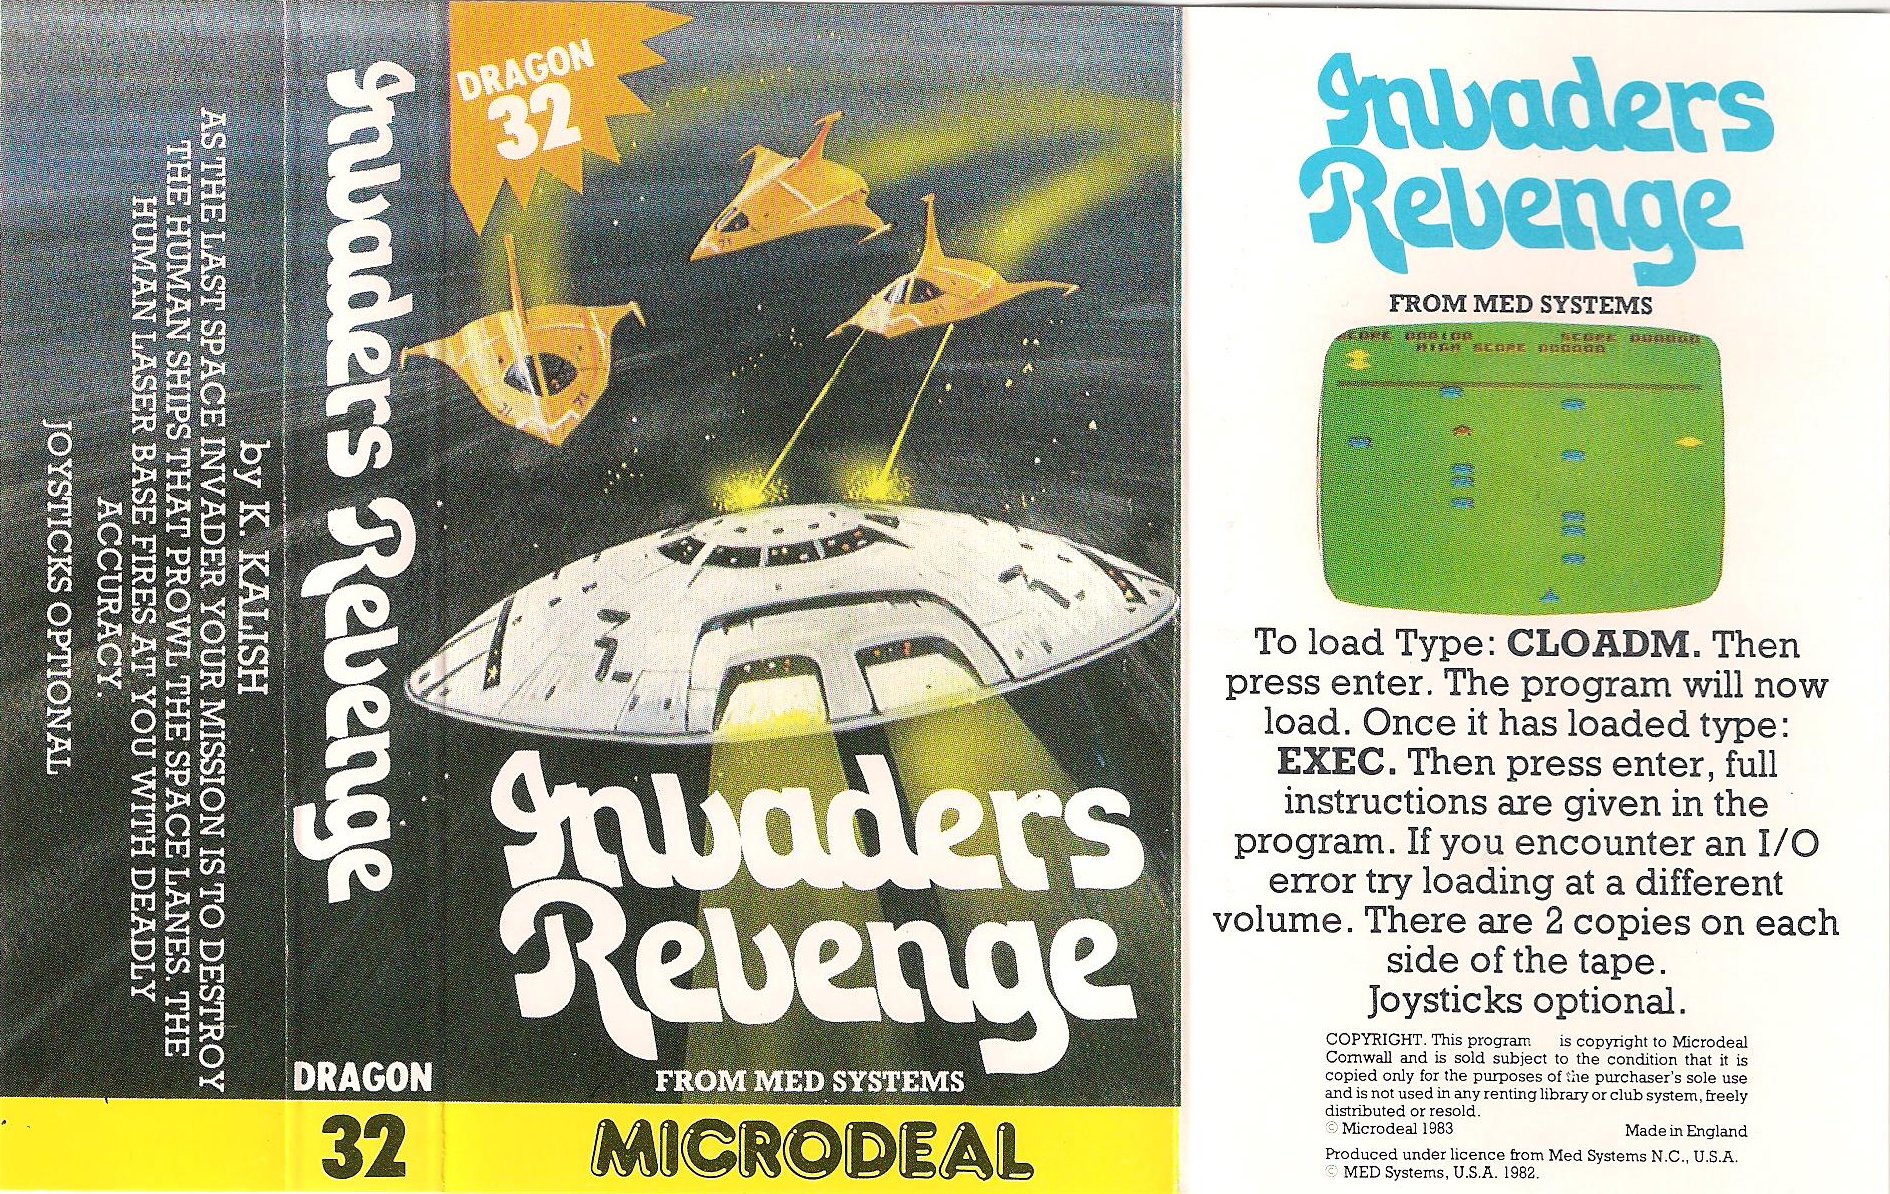 by K. KALISH
AS THE LAST SPACE INVADER YOUR MISSION IS TO DESTROY
THE HUMAN SHIPS THAT PROWL THE SPACE LANES. THE
HUMAN LASER BASE FIRES AT YOU WITH DEADLY
ACCURACY.
JOYSTICKS OPTIONAL
Invaders Revenge
DRAGON
32
DRAGON
32
Invaders
Revenge
FROM MED SYSTEMS
MICRODEAL
Invaders
Revenge
FROM MED SYSTEMS
SCORE 000100 SCORE 000000
HIGH SCORE 000000
To load Type: CLOADM. Then
press enter. The program will now
load. Once it has loaded type:
EXEC. Then press enter, full
instructions are given in the
program. If you encounter an I/O
error try loading at a different
volume. There are 2 copies on each
side of the tape.
Joysticks optional.
COPYRIGHT. This program is copyright to Microdeal
Cornwall and is sold subject to the condition that it is
copied only for the purposes of the purchaser's sole use
and is not used in any renting library or club system, freely
distributed or resold.
© Microdeal 1983 Made in England
Produced under licence from Med Systems N.C., U.S.A.
© MED Systems, U.S.A. 1982.